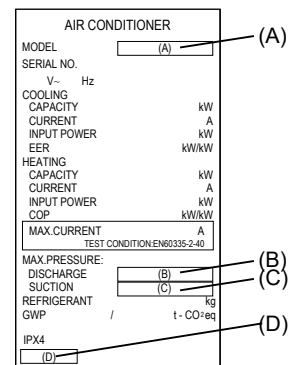 AIR CONDITIONER
MODEL (A) (A)
SERIAL NO.
V~ Hz
COOLING
CAPACITY kW
CURRENT A
INPUT POWER kW
EER kW/kW
HEATING
CAPACITY kW
CURRENT A
INPUT POWER kW
COP kW/kW
MAX.CURRENT A
TEST CONDITION:EN60335-2-40
MAX.PRESSURE:
DISCHARGE (B) (B)
SUCTION (C) (C)
REFRIGERANT kg
GWP / t - CO2eq
(D)
IPX4
(D)